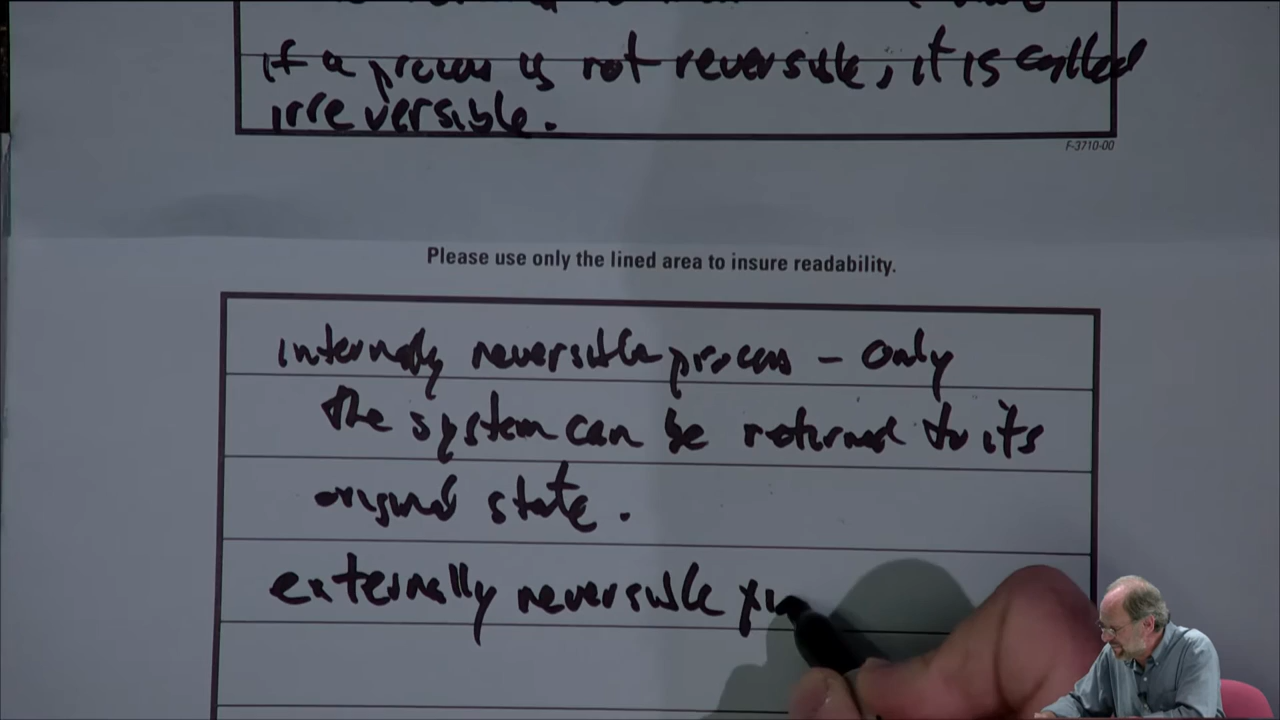 if a process is not reversible, it is called
irreversible.
F-3710-00
Please use only the lined area to insure readability.
internally reversible process - only
the system can be returned to its
original state.
externally reversible